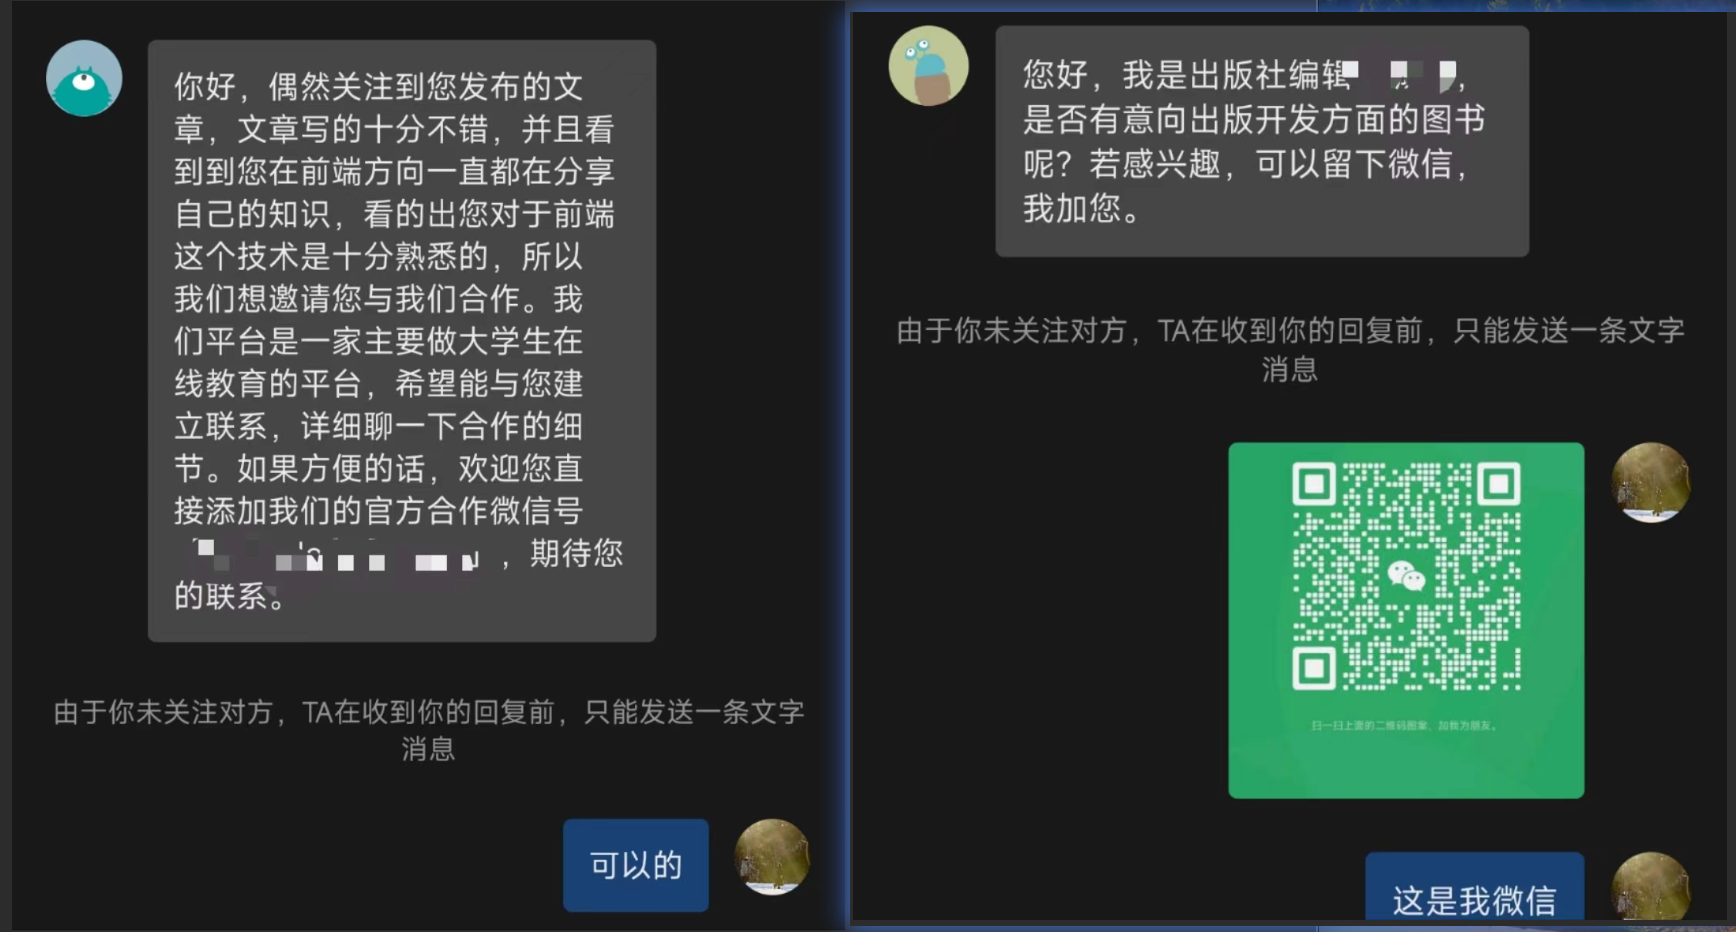 你好，偶然关注到您发布的文
章，文章写的十分不错，并且看
到到您在前端方向一直都在分享
自己的知识，看的出您对于前端
这个技术是十分熟悉的，所以
我们想邀请您与我们合作。我
们平台是一家主要做大学生在
线教育的平台，希望能与您建
立联系，详细聊一下合作的细
节。如果方便的话，欢迎您直
接添加我们的官方合作微信号
，期待您
的联系。
由于你未关注对方，TA在收到你的回复前，只能发送一条文字
消息
可以的
您好，我是出版社编辑，
是否有意向出版开发方面的图书
呢？若感兴趣，可以留下微信，
我加您。
由于你未关注对方，TA在收到你的回复前，只能发送一条文字
消息
扫一扫上面的二维码图案，加我为朋友。
这是我微信